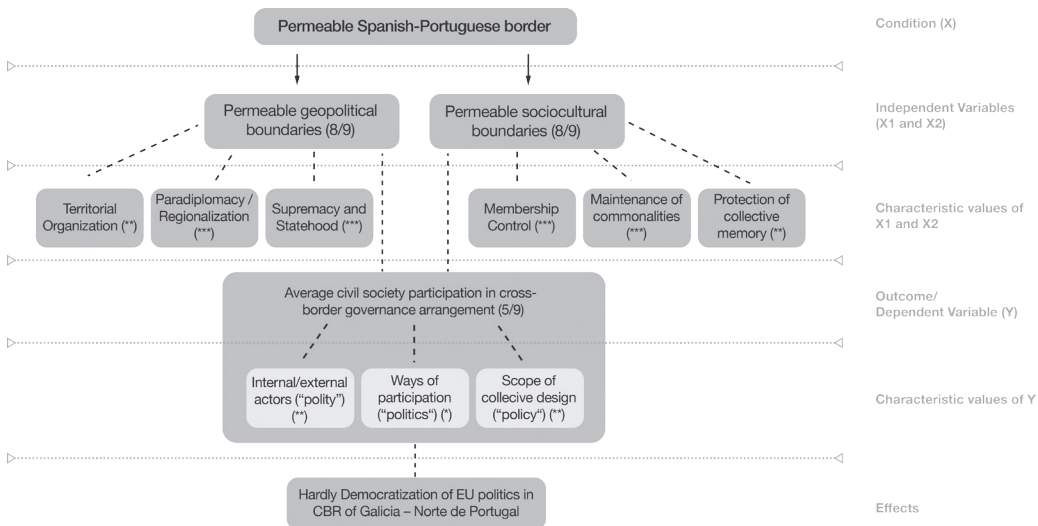 Permeable Spanish-Portuguese border
Condition (X)
Permeable geopolitical
boundaries (8/9)
Permeable sociocultural
boundaries (8/9)
Independent Variables
(X1 and X2)
Territorial
Organization (**)
Paradiplomacy /
Regionalization
(***)
Supremacy and
Statehood (***)
Membership
Control (***)
Maintenance of
commonalities
(***)
Protection of
collective
memory (**)
Characteristic values of
X1 and X2
Average civil society participation in cross-
border governance arrangement (5/9)
Outcome/
Dependent Variable (Y)
Internal/external
actors (“polity”)
(**)
Ways of
participation
(“politics“) (*)
Scope of
collecive design
(“policy“) (**)
Characteristic values of Y
Hardly Democratization of EU politics in
CBR of Galicia – Norte de Portugal
Effects